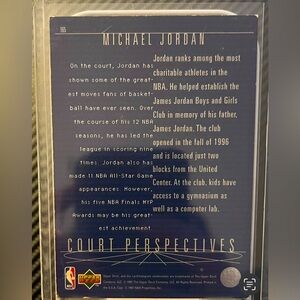 165
MICHAEL JORDAN
On the court, Jordan has
shown some of the great-
est moves fans of basket-
ball have ever seen. Over
the course of his 12 NBA
seasons, he has led the
league in scoring nine
times. Jordan also has
made 11 NBA All-Star Game
appearances. However,
his five NBA Finals MVP
Awards may be his great-
est achievement.
Jordan ranks among the most
charitable athletes in the
NBA. He helped establish the
James Jordan Boys and Girls
Club in memory of his father,
James Jordan. The club
opened in the fall of 1996
and is located just two
blocks from the United
Center. At the club, kids have
access to a gymnasium as
well as a computer lab.
COURT PERSPECTIVES
NBA
UPPER DECK